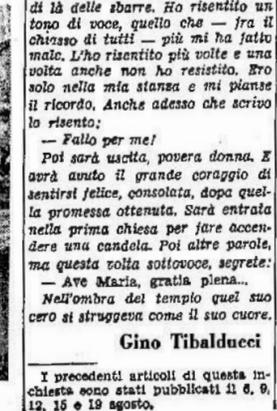 di là delle sbarre. Ho risentito un
tono di voce, quello che — fra il
chiasso di tutti — più mi ha fatto
male. L'ho risentito più volte e una
volta anche non ho resistito. Ero
solo nella mia stanza e mi pianse
il ricordo. Anche adesso che scrivo
lo risento:
— Fallo per me!
Poi sarà uscita, povera donna. E
avrà avuto il grande coraggio di
sentirsi felice, consolata, dopo quel-
la promessa ottenuta. Sarà entrata
nella prima chiesa per fare accen-
dere una candela. Poi altre parole,
ma questa volta sottovoce, segrete:
— Ave Maria, gratia plena...
Nell'ombra del tempio quel suo
cero si struggeva come il suo cuore.
Gino Tibalducci
I precedenti articoli di questa in-
chiesta sono stati pubblicati il 6, 9,
12, 15 e 19 agosto.